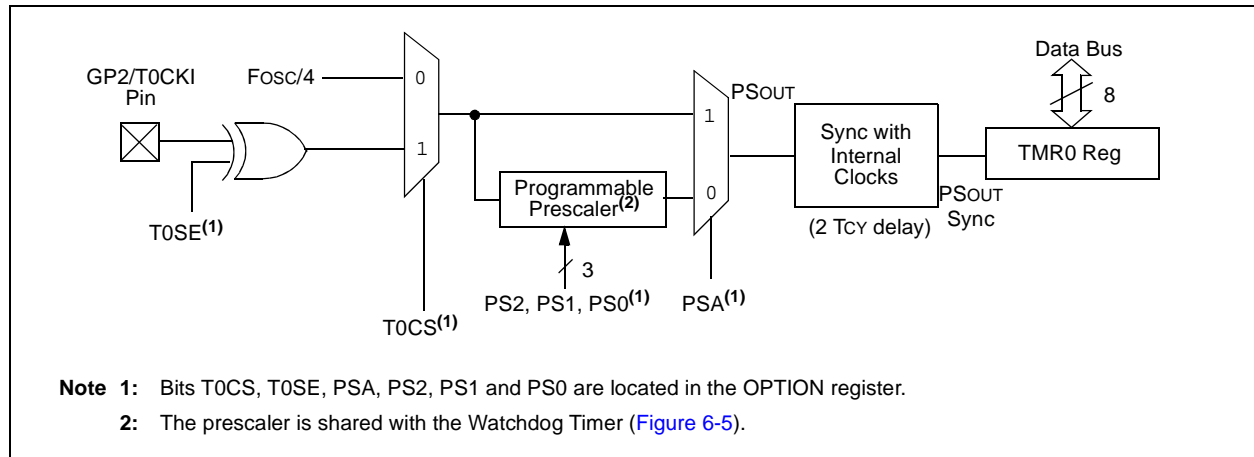 Data Bus
GP2/T0CKI
Pin
FOSC/4
0
PSOUT
8
1
1
Sync with
Internal
Clocks
TMR0 Reg
Programmable
Prescaler(2)
0
PSOUT
Sync
(2 TCY delay)
T0SE(1)
3
PS2, PS1, PS0(1)
PSA(1)
T0CS(1)
Note 1: Bits T0CS, T0SE, PSA, PS2, PS1 and PS0 are located in the OPTION register.
2: The prescaler is shared with the Watchdog Timer (Figure 6-5).